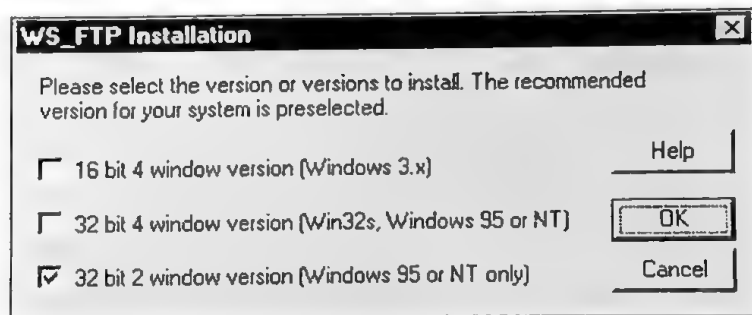 WS_FTP Installation
Please select the version or versions to install. The recommended
version for your system is preselected.
16 bit 4 window version (Windows 3.x)
Help
32 bit 4 window version (Win32s, Windows 95 or NT)
OK
32 bit 2 window version (Windows 95 or NT only)
Cancel